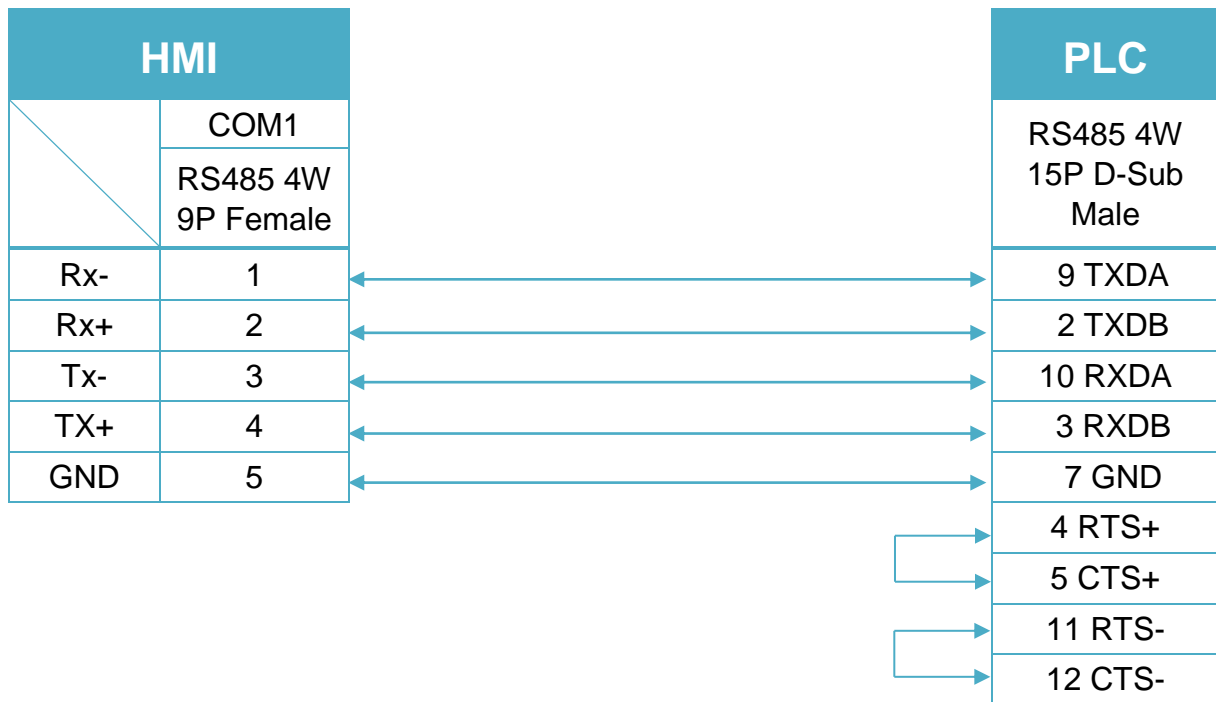 HMI
PLC
COM1
RS485 4W
9P Female
RS485 4W
15P D-Sub
Male
Rx- 1 9 TXDA
Rx+ 2 2 TXDB
Tx- 3 10 RXDA
TX+ 4 3 RXDB
GND 5 7 GND
4 RTS+
5 CTS+
11 RTS-
12 CTS-